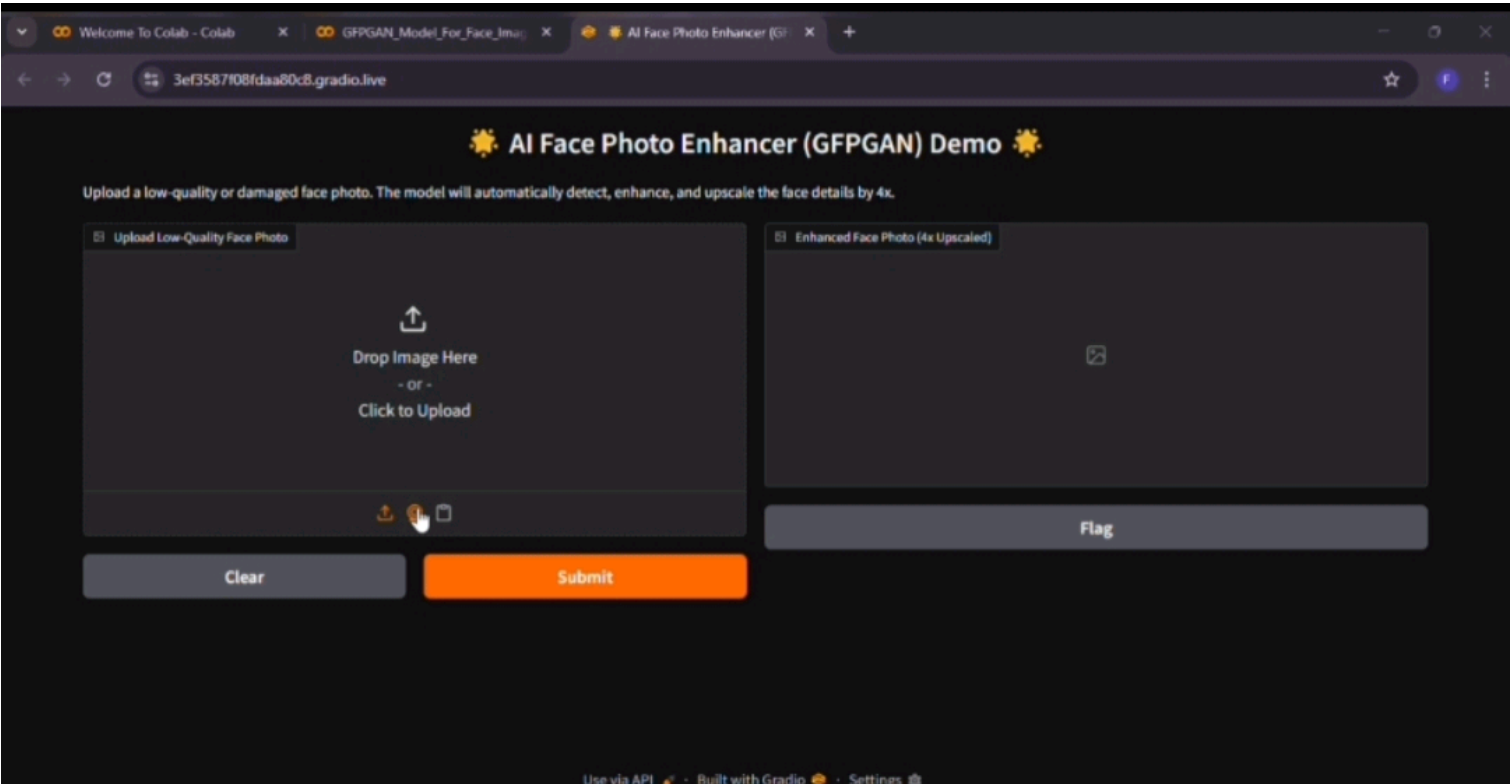 Welcome To Colab - Colab
GFPGAN_Model_For_Face_Imag
AI Face Photo Enhancer (GF
3ef3587f08fdaa80c8.gradio.live
F
AI Face Photo Enhancer (GFPGAN) Demo
Upload a low-quality or damaged face photo. The model will automatically detect, enhance, and upscale the face details by 4x.
Upload Low-Quality Face Photo
Enhanced Face Photo (4x Upscaled)
Drop Image Here
- or -
Click to Upload
Flag
Clear
Submit
Use via API · Built with Gradio · Settings